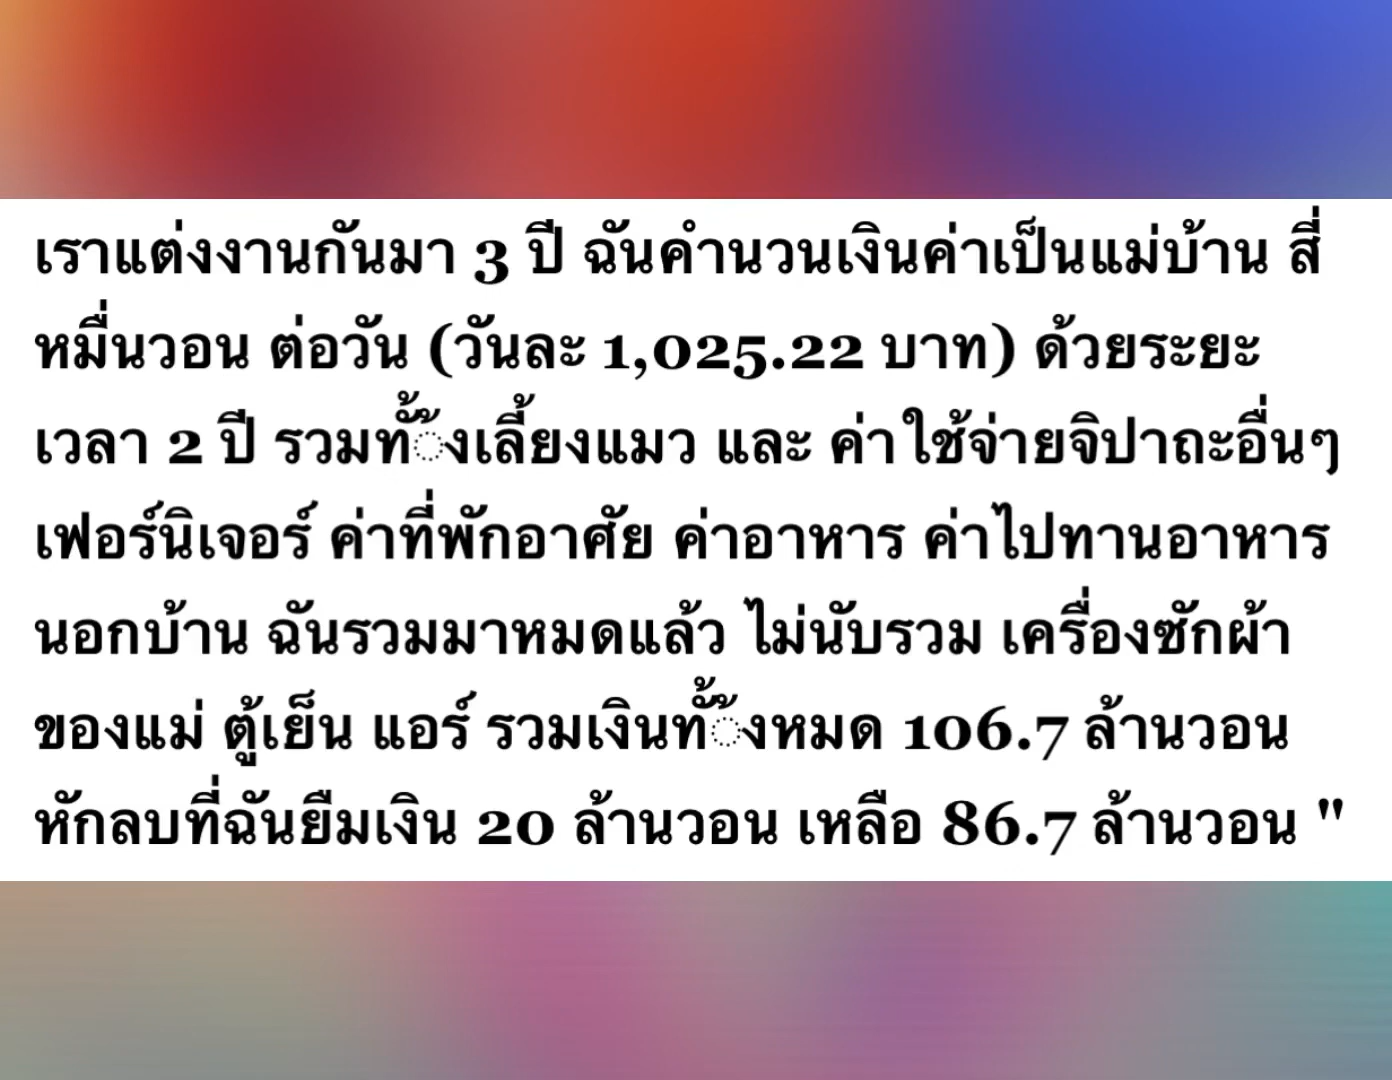 เราแต่งงานกันมา 3 ปี ฉันคำนวนเงินค่าเป็นแม่บ้าน สี่
หมื่นวอน ต่อวัน (วันละ 1,025.22 บาท) ด้วยระยะ
เวลา 2 ปี รวมทั้้งเลี้ยงแมว และ ค่าใช้จ่ายจิปาถะอื่นๆ
เฟอร์นิเจอร์ ค่าที่พักอาศัย ค่าอาหาร ค่าไปทานอาหาร
นอกบ้าน ฉันรวมมาหมดแล้ว ไม่นับรวม เครื่องซักผ้า
ของแม่ ตู้เย็น แอร์ รวมเงินทั้้งหมด 106.7 ล้านวอน
หักลบที่ฉันยืมเงิน 20 ล้านวอน เหลือ 86.7 ล้านวอน "